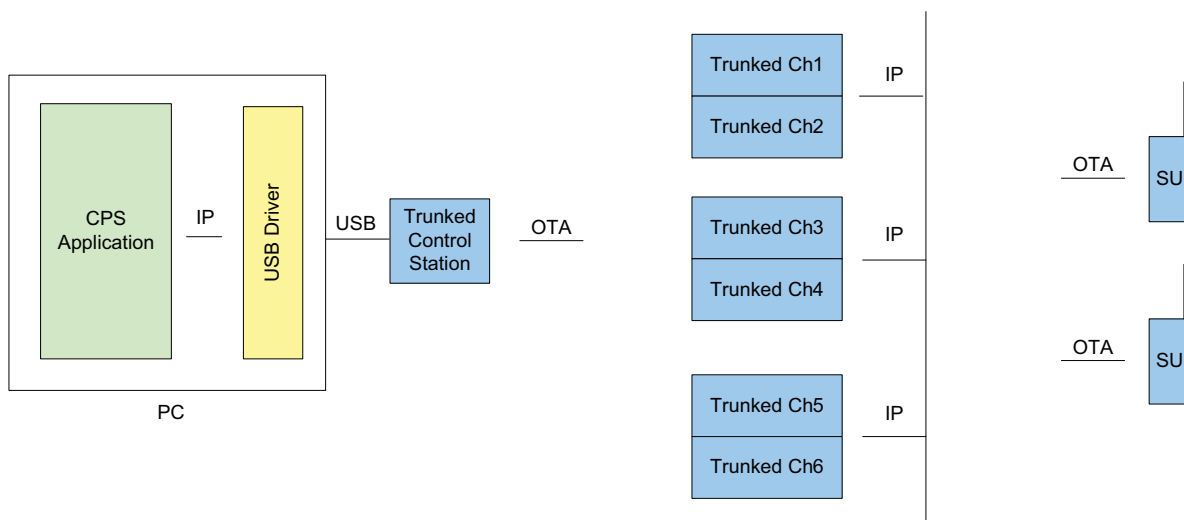 CPS
Application
IP
USB Driver
PC
USB
Trunked
Control
Station
OTA
Trunked Ch1
Trunked Ch2
IP
Trunked Ch3
Trunked Ch4
IP
Trunked Ch5
Trunked Ch6
IP
OTA
SU
OTA
SU